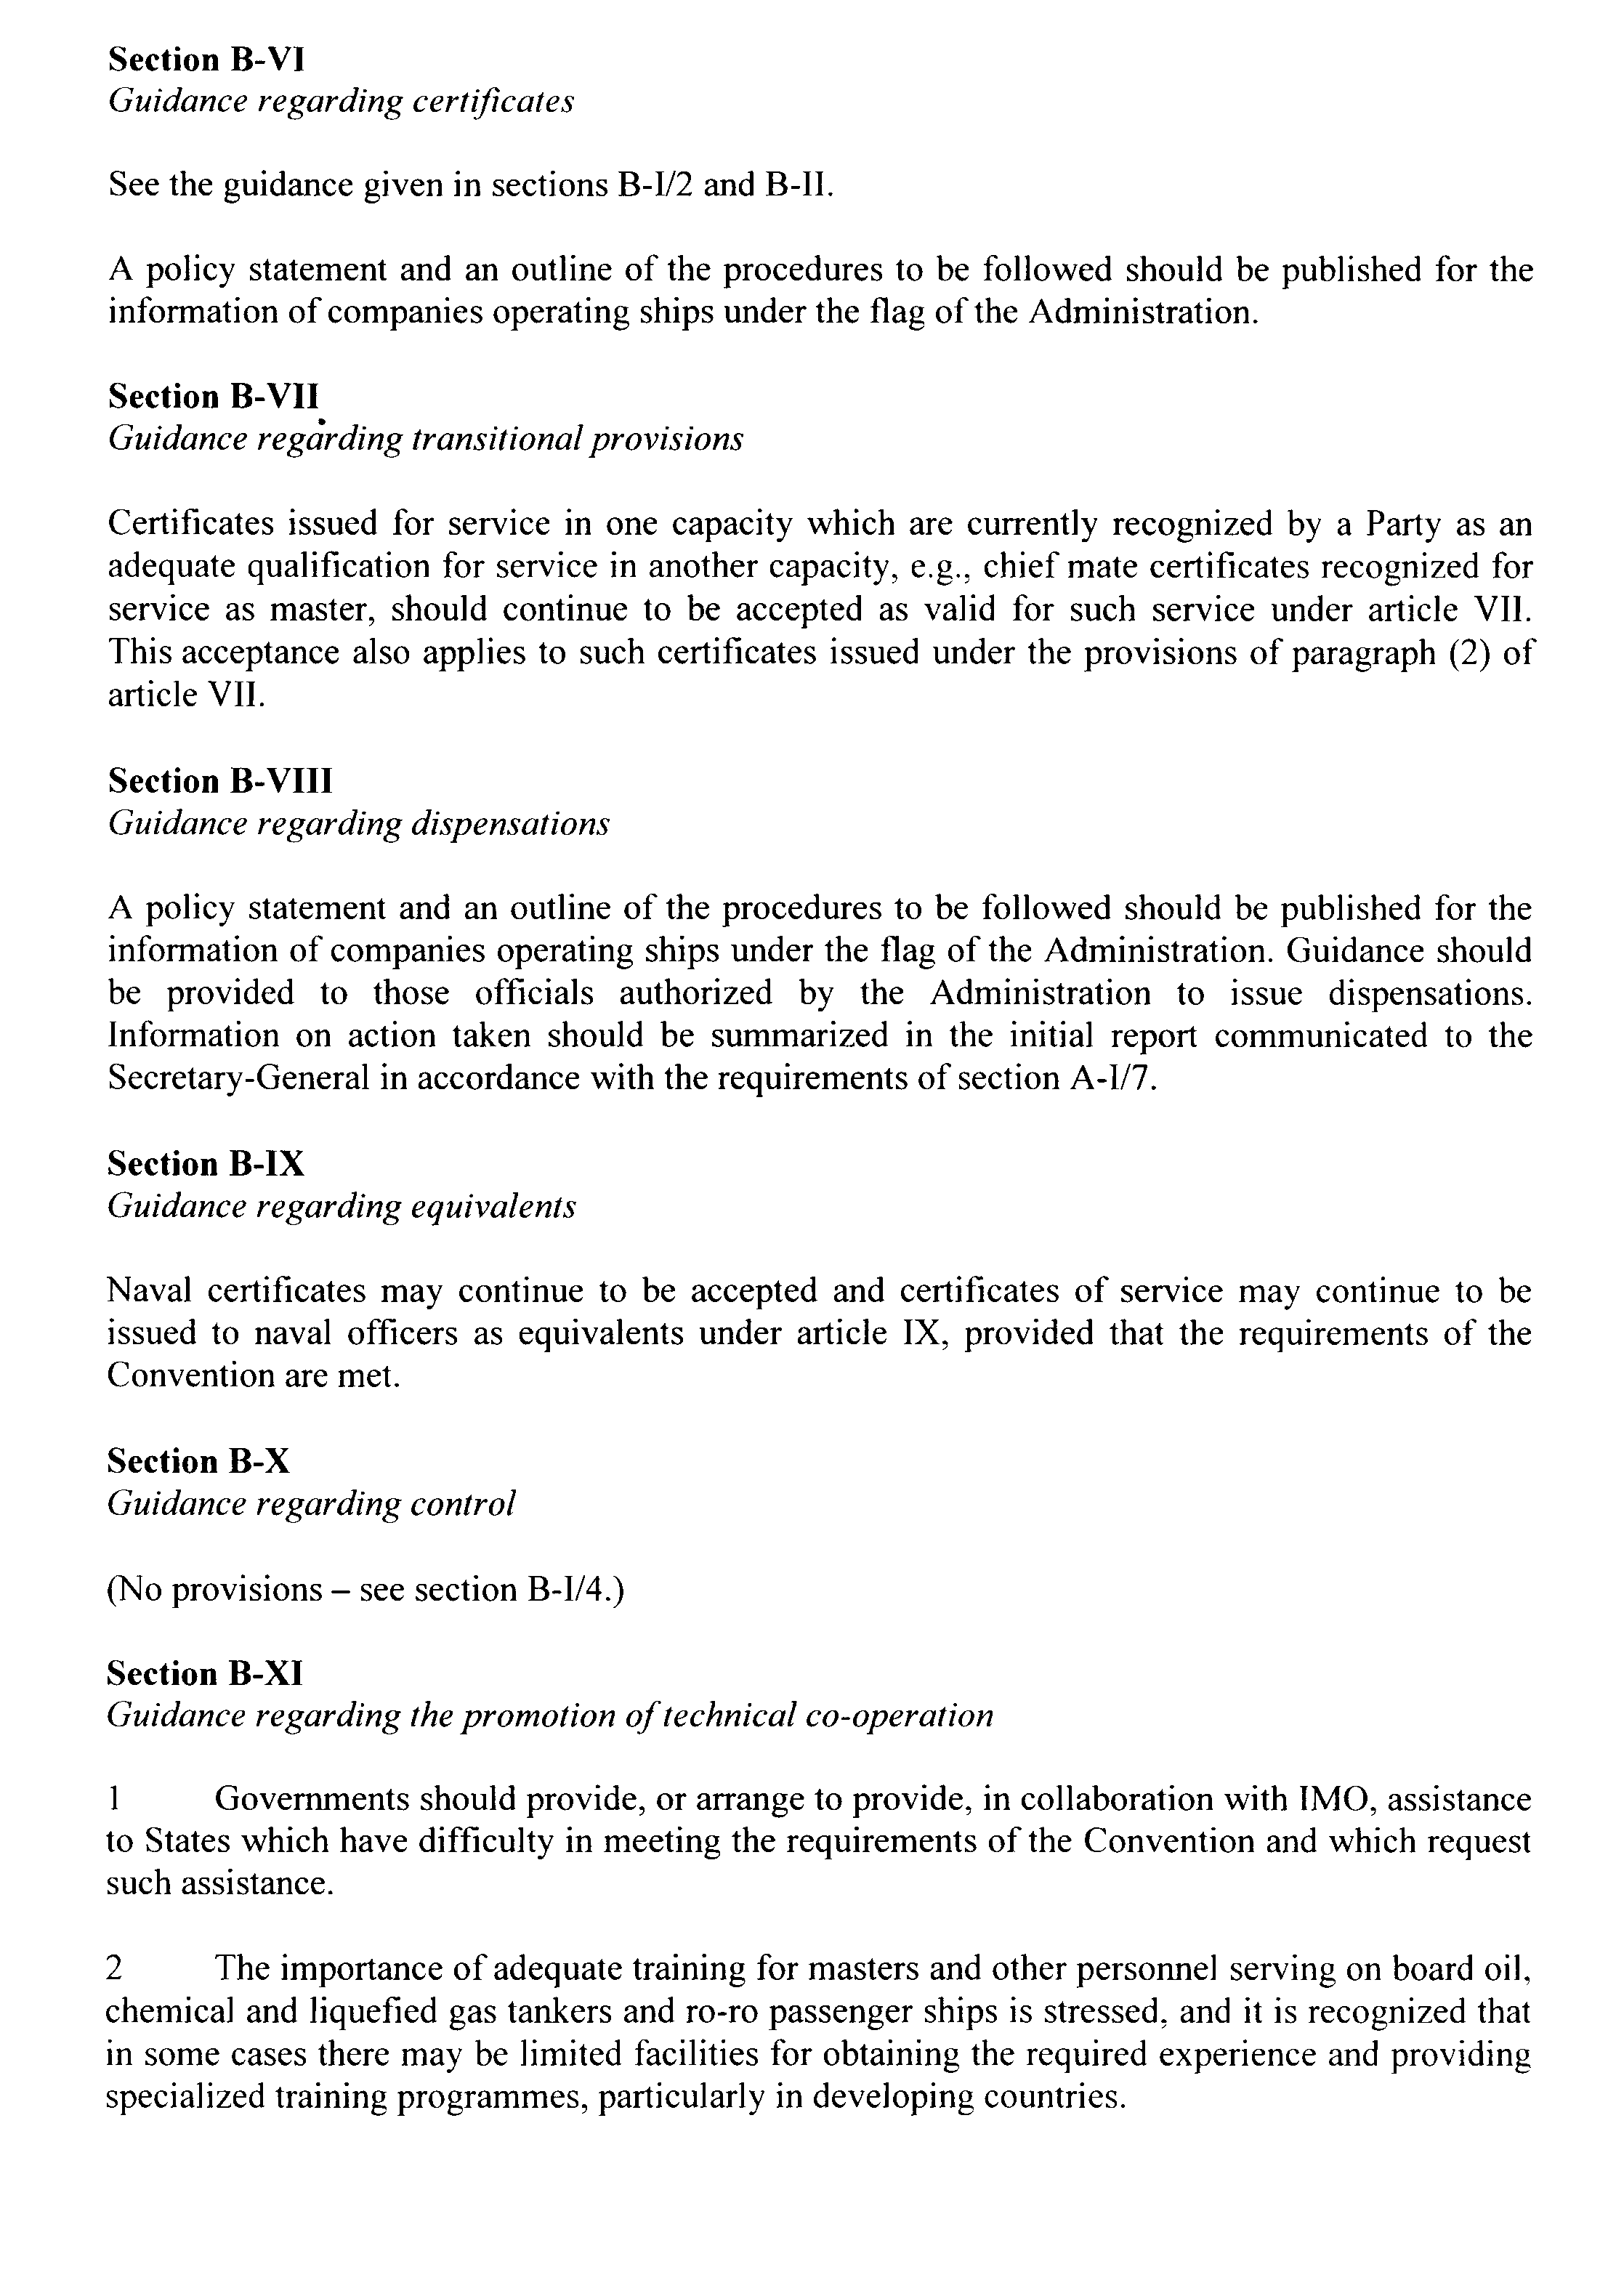 Section B-VI
Guidance regarding certificates
See the guidance given in sections B-I/2 and B-II.
A policy statement and an outline of the procedures to be followed should be published for the
information of companies operating ships under the flag of the Administration.
Section B-VII
Guidance regarding transitional provisions
Certificates issued for service in one capacity which are currently recognized by a Party as an
adequate qualification for service in another capacity, e.g., chief mate certificates recognized for
service as master, should continue to be accepted as valid for such service under article VII.
This acceptance also applies to such certificates issued under the provisions of paragraph (2) of
article VII.
Section B-VIII
Guidance regarding dispensations
A policy statement and an outline of the procedures to be followed should be published for the
information of companies operating ships under the flag of the Administration. Guidance should
be provided to those officials authorized by the Administration to issue dispensations.
Information on action taken should be summarized in the initial report communicated to the
Secretary-General in accordance with the requirements of section A-I/7.
Section B-IX
Guidance regarding equivalents
Naval certificates may continue to be accepted and certificates of service may continue to be
issued to naval officers as equivalents under article IX, provided that the requirements of the
Convention are met.
Section B-X
Guidance regarding control
(No provisions – see section B-I/4.)
Section B-XI
Guidance regarding the promotion of technical co-operation
1 Governments should provide, or arrange to provide, in collaboration with IMO, assistance
to States which have difficulty in meeting the requirements of the Convention and which request
such assistance.
2 The importance of adequate training for masters and other personnel serving on board oil,
chemical and liquefied gas tankers and ro-ro passenger ships is stressed, and it is recognized that
in some cases there may be limited facilities for obtaining the required experience and providing
specialized training programmes, particularly in developing countries.